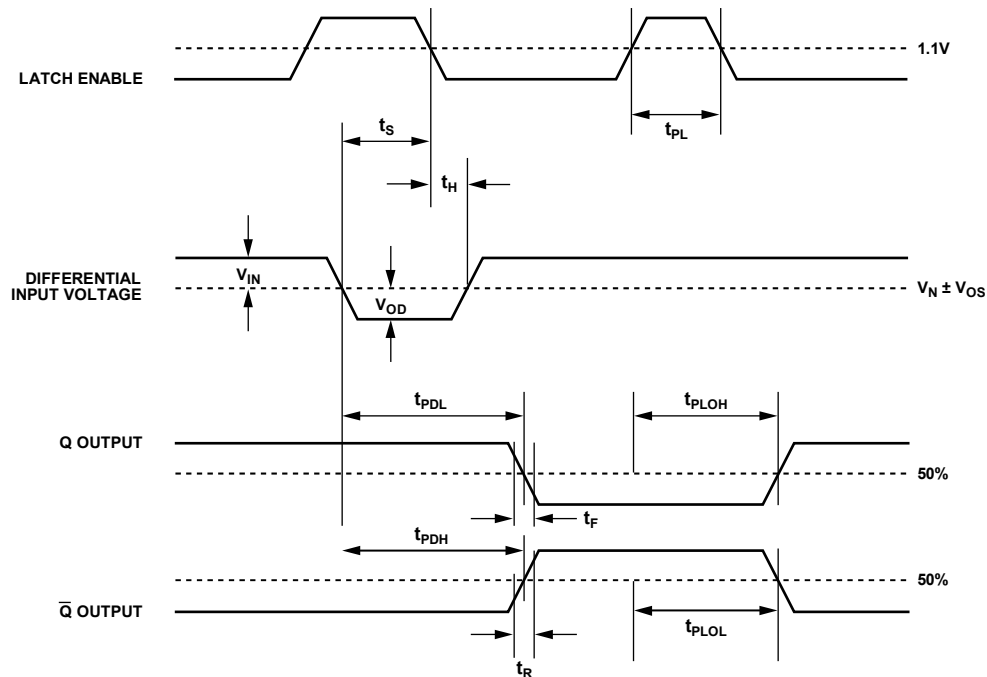 1.1V
LATCH ENABLE
tS
tPL
tH
VIN
DIFFERENTIAL
INPUT VOLTAGE
VN ± VOS
VOD
tPDL
tPLOH
Q OUTPUT
50%
tF
tPDH
50%
Q̅ OUTPUT
tPLOL
tR